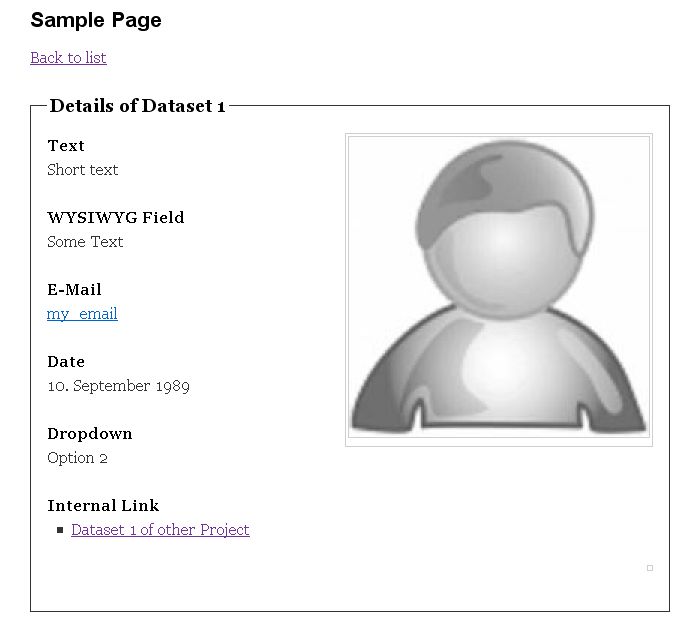 Sample Page
Back to list
Details of Dataset 1
Text
Short text
WYSIWYG Field
Some Text
E-Mail
my_email
Date
10. September 1989
Dropdown
Option 2
Internal Link
Dataset 1 of other Project